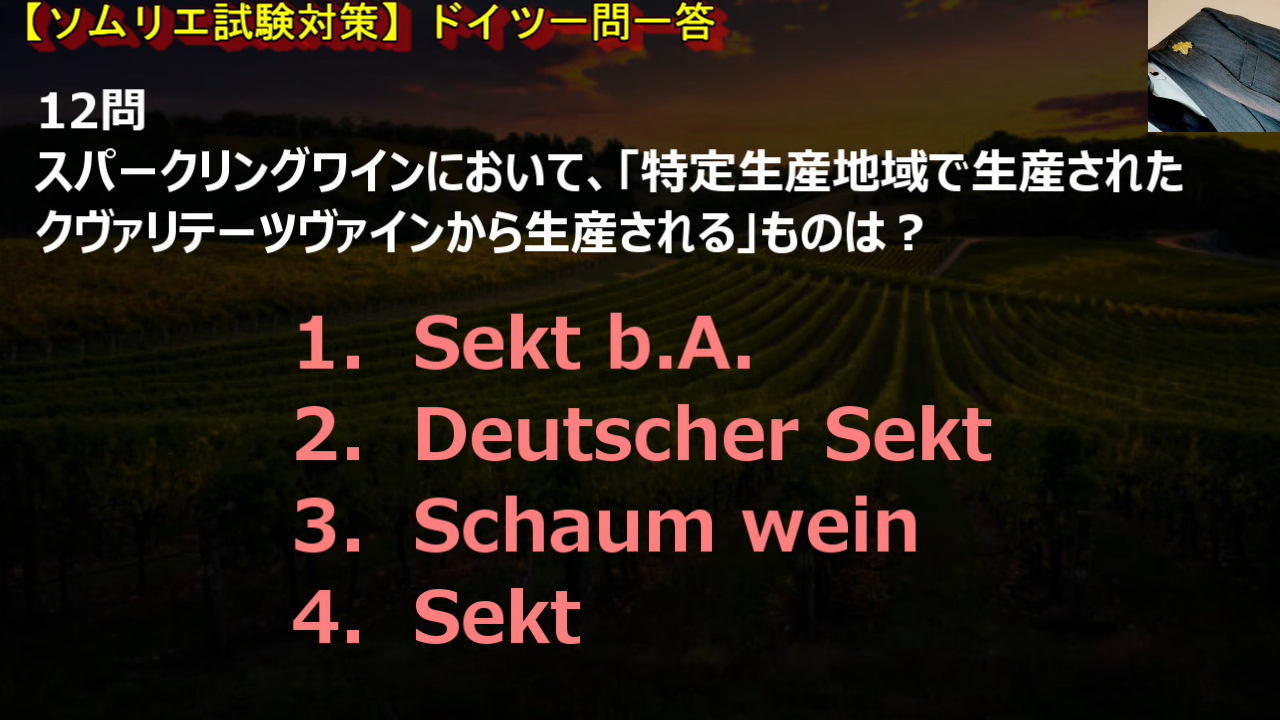 【ソムリエ試験対策】ドイツ一問一答
12問
スパークリングワインにおいて、「特定生産地域で生産された
クヴァリテーツヴァインから生産される」ものは？
1. Sekt b.A.
2. Deutscher Sekt
3. Schaum wein
4. Sekt